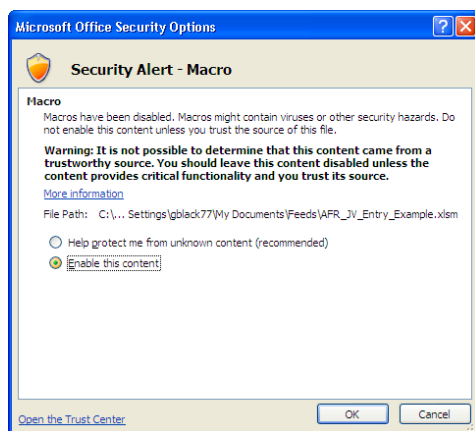 Microsoft Office Security Options
Security Alert - Macro
Macro
Macros have been disabled. Macros might contain viruses or other security hazards. Do
not enable this content unless you trust the source of this file.
Warning: It is not possible to determine that this content came from a
trustworthy source. You should leave this content disabled unless the
content provides critical functionality and you trust its source.
More information
File Path: C:\... Settings\gblack77\My Documents\Feeds\AFR_JV_Entry_Example.xlsm
Help protect me from unknown content (recommended)
Enable this content
Open the Trust Center
OK
Cancel